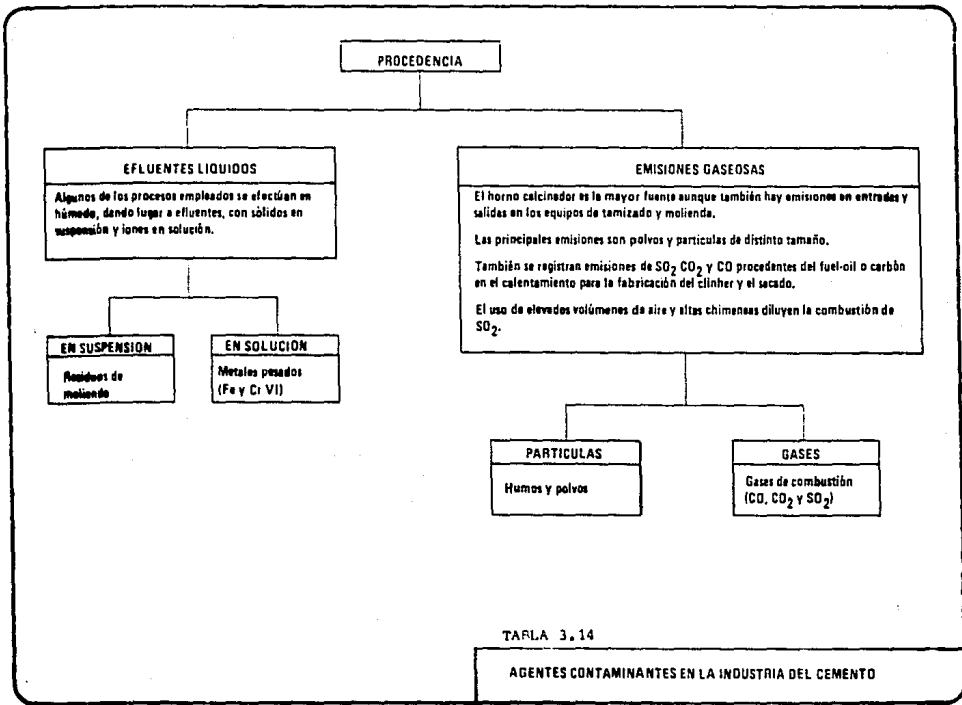 PROCEDENCIA
EFLUENTES LIQUIDOS
Algunos de los procesos empleados se efectúan en
húmedo, dando lugar a efluentes, con sólidos en
suspensión y iones en solución.
EN SUSPENSION
Residuos de
molienda
EN SOLUCION
Metales pesados
(Fe y Cr VI)
EMISIONES GASEOSAS
El horno calcinador es la mayor fuente aunque también hay emisiones en entradas y
salidas en los equipos de tamizado y molienda.
Las principales emisiones son polvos y particulas de distinto tamaño.
También se registran emisiones de SO₂ CO₂ y CO procedentes del fuel-oil o carbón
en el calentamiento para la fabricación del clinher y el secado.
El uso de elevados volúmenes de aire y altas chimeneas diluyen la combustión de
SO₂.
PARTICULAS
Humos y polvos
GASES
Gases de combustión
(CO, CO₂ y SO₂)
TABLA 3.14
AGENTES CONTAMINANTES EN LA INDUSTRIA DEL CEMENTO